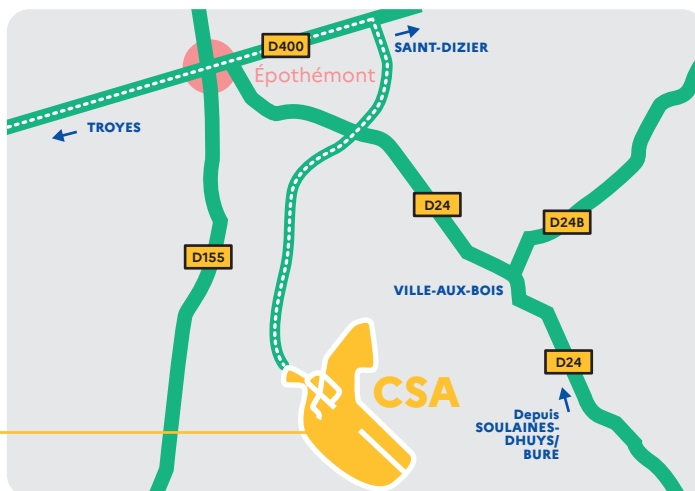 D400
SAINT-DIZIER
Épothémont
TROYES
D24
D24B
D155
VILLE-AUX-BOIS
D24
CSA
Depuis
SOULAINES-
DHUYS/
BURE